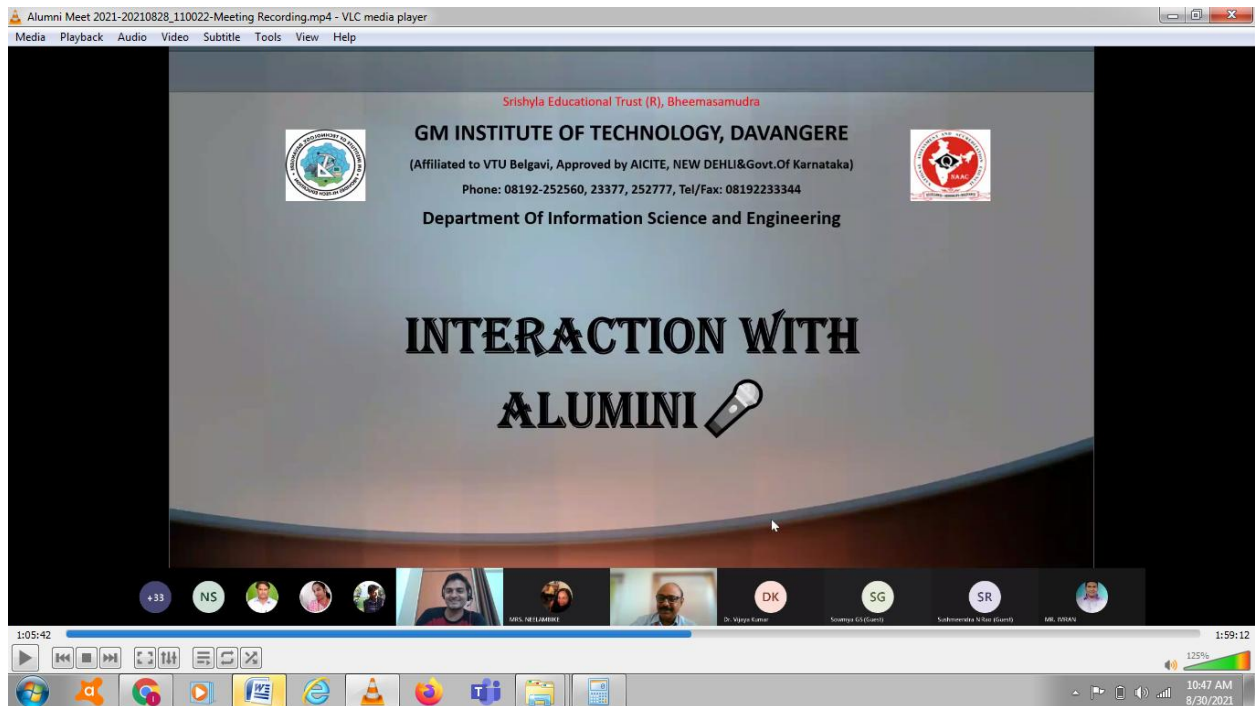 Alumni Meet 2021-20210828_110022-Meeting Recording.mp4 - VLC media player
Media Playback Audio Video Subtitle Tools View Help
Srishyla Educational Trust (R), Bheemasamudra
GM INSTITUTE OF TECHNOLOGY, DAVANGERE
(Affiliated to VTU Belgavi, Approved by AICITE, NEW DEHLI&Govt.Of Karnataka)
Phone: 08192-252560, 23377, 252777, Tel/Fax: 08192233344
Department Of Information Science and Engineering
NAAC
INTERACTION WITH
ALUMINI
+33 NS DK SG SR
MRS. NEELAMBIKE Dr. Vijaya Kumar Sowmya GS (Guest) Sushmeendra N Rao (Guest) MR. IMRAN
1:05:42 1:59:12
125%
10:47 AM
8/30/2021